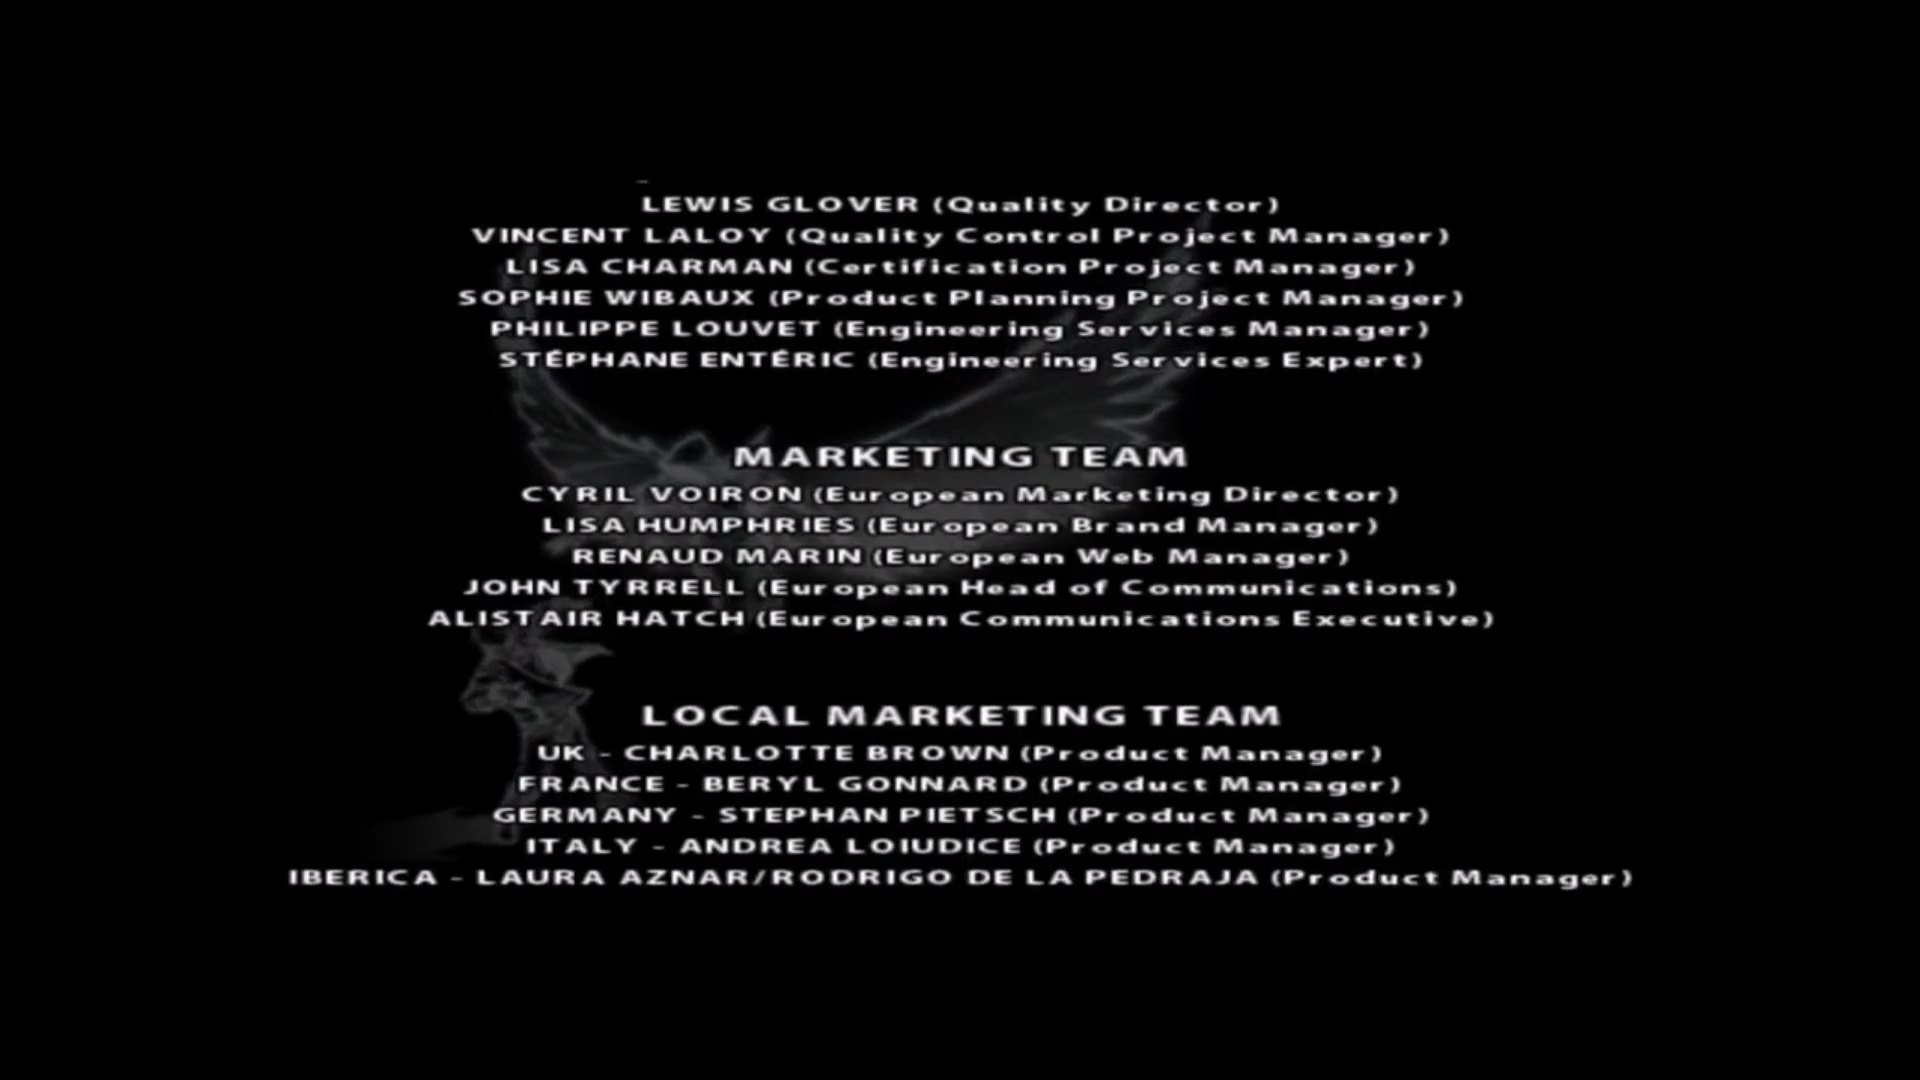 LEWIS GLOVER (Quality Director)
VINCENT LALOY (Quality Control Project Manager)
LISA CHARMAN (Certification Project Manager)
SOPHIE WIBAUX (Product Planning Project Manager)
PHILIPPE LOUVET (Engineering Services Manager)
STÉPHANE ENTÉRIC (Engineering Services Expert)
MARKETING TEAM
CYRIL VOIRON (European Marketing Director)
LISA HUMPHRIES (European Brand Manager)
RENAUD MARIN (European Web Manager)
JOHN TYRRELL (European Head of Communications)
ALISTAIR HATCH (European Communications Executive)
LOCAL MARKETING TEAM
UK - CHARLOTTE BROWN (Product Manager)
FRANCE - BERYL GONNARD (Product Manager)
GERMANY - STEPHAN PIETSCH (Product Manager)
ITALY - ANDREA LOIUDICE (Product Manager)
IBERICA - LAURA AZNAR/RODRIGO DE LA PEDRAJA (Product Manager)